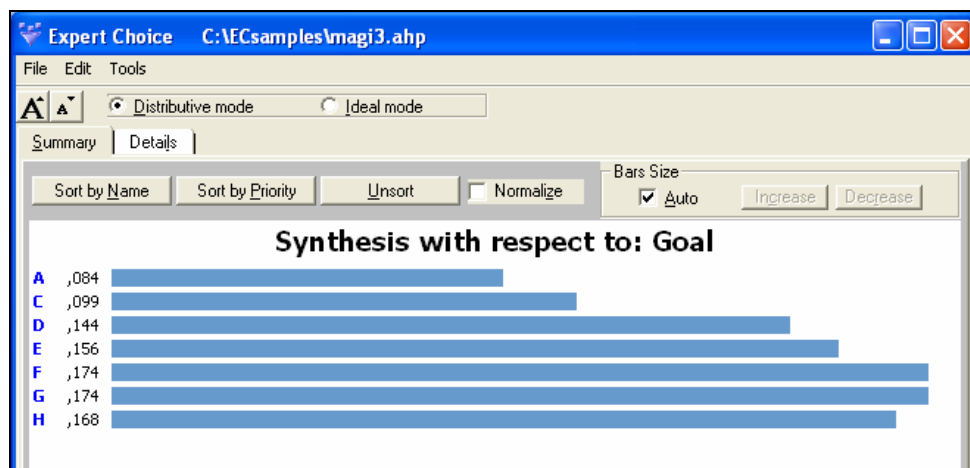 Expert Choice C:\ECsamples\magi3.ahp
File Edit Tools
A A Distributive mode Ideal mode
Summary Details
Bars Size
Sort by Name Sort by Priority Unsort Normalize Auto Increase Decrease
Synthesis with respect to: Goal
A ,084
C ,099
D ,144
E ,156
F ,174
G ,174
H ,168